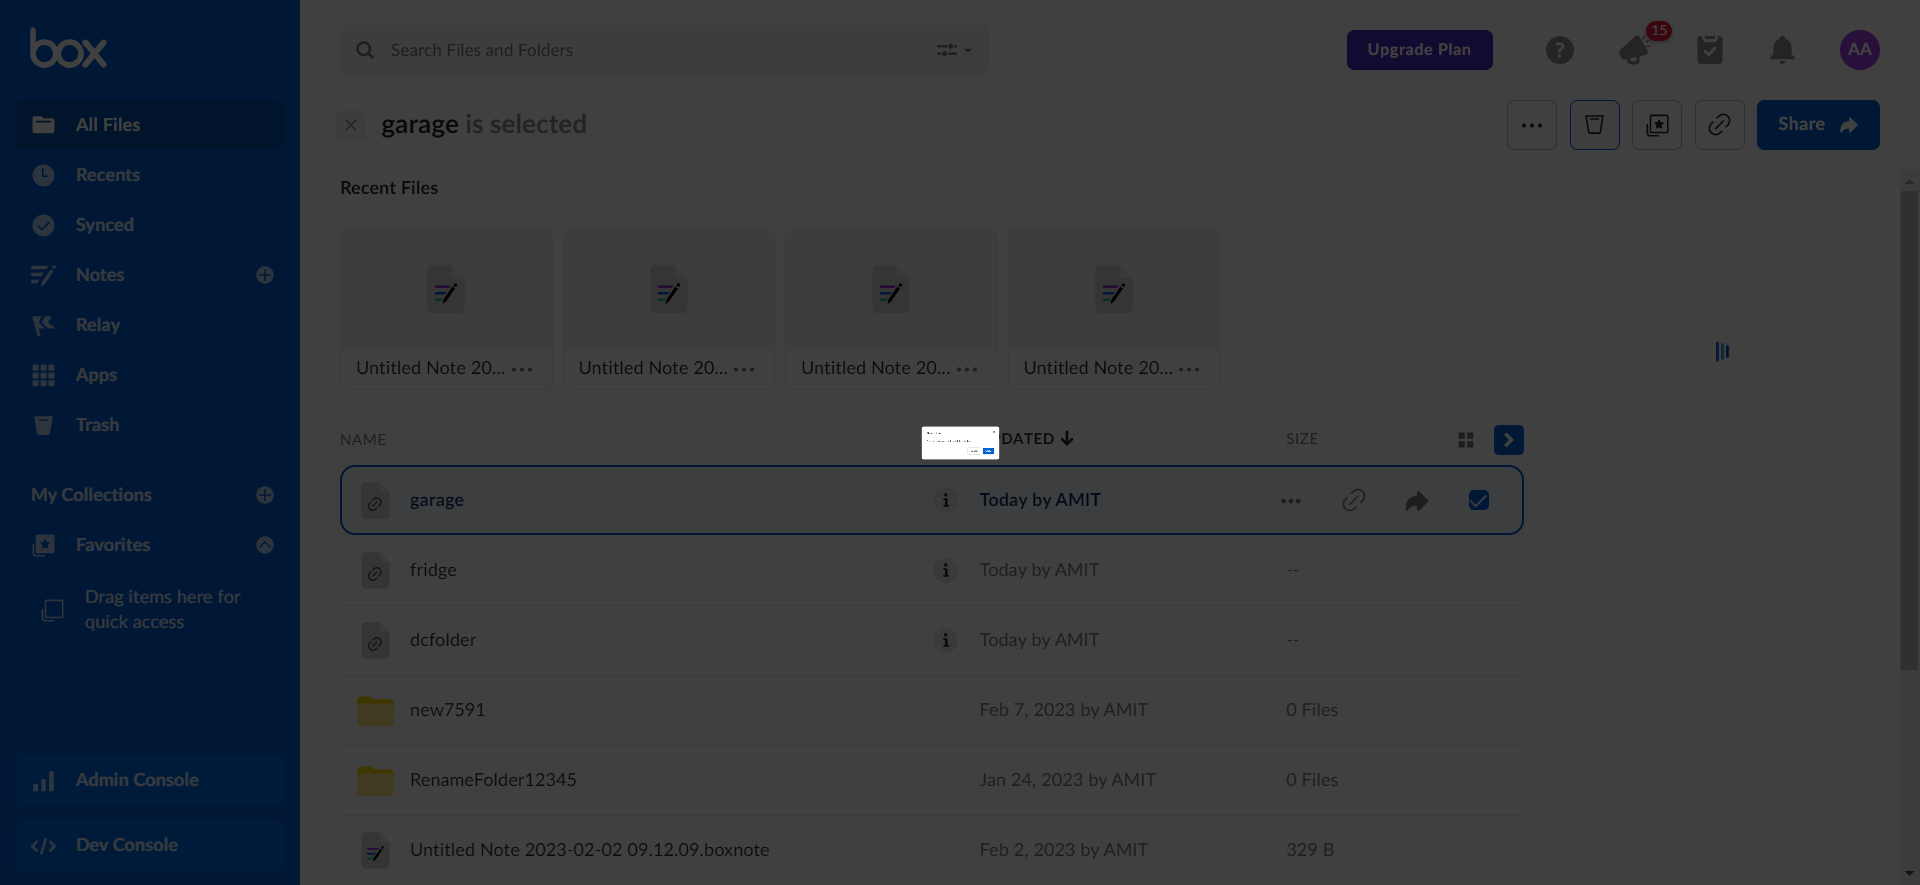 box
Search Files and Folders
Upgrade Plan
15
AA
All Files
garage is selected
Share
Recents
Recent Files
Synced
Notes
Relay
Untitled Note 20...
Untitled Note 20...
Untitled Note 20...
Untitled Note 20...
Apps
Trash
NAME
DATED
SIZE
My Collections
garage
Today by AMIT
Favorites
fridge
Today by AMIT
--
Drag items here for
quick access
dcfolder
Today by AMIT
--
new7591
Feb 7, 2023 by AMIT
0 Files
Admin Console
RenameFolder12345
Jan 24, 2023 by AMIT
0 Files
Dev Console
Untitled Note 2023-02-02 09.12.09.boxnote
Feb 2, 2023 by AMIT
329 B